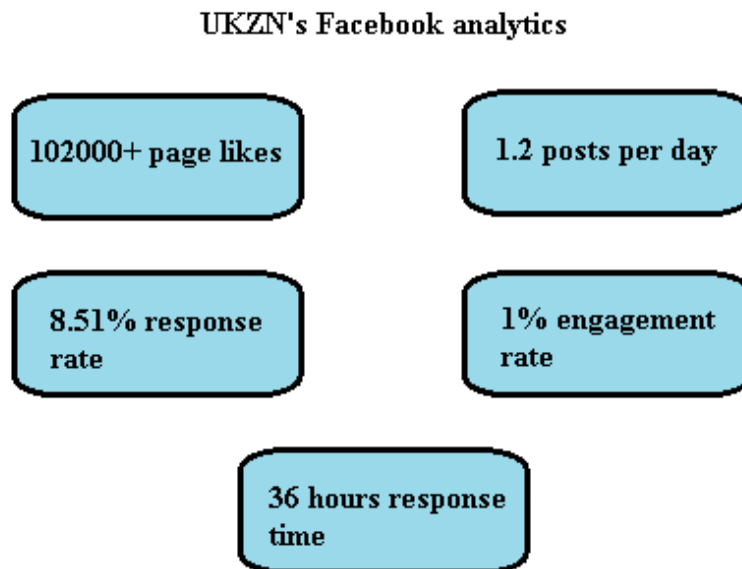 UKZN's Facebook analytics
102000+ page likes
1.2 posts per day
8.51% response
rate
1% engagement
rate
36 hours response
time